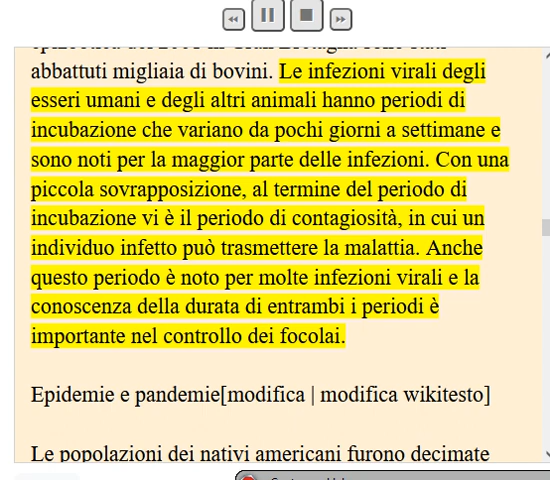 abbattuti migliaia di bovini. Le infezioni virali degli
esseri umani e degli altri animali hanno periodi di
incubazione che variano da pochi giorni a settimane e
sono noti per la maggior parte delle infezioni. Con una
piccola sovrapposizione, al termine del periodo di
incubazione vi è il periodo di contagiosità, in cui un
individuo infetto può trasmettere la malattia. Anche
questo periodo è noto per molte infezioni virali e la
conoscenza della durata di entrambi i periodi è
importante nel controllo dei focolai.
Epidemie e pandemie[modifica | modifica wikitesto]
Le popolazioni dei nativi americani furono decimate